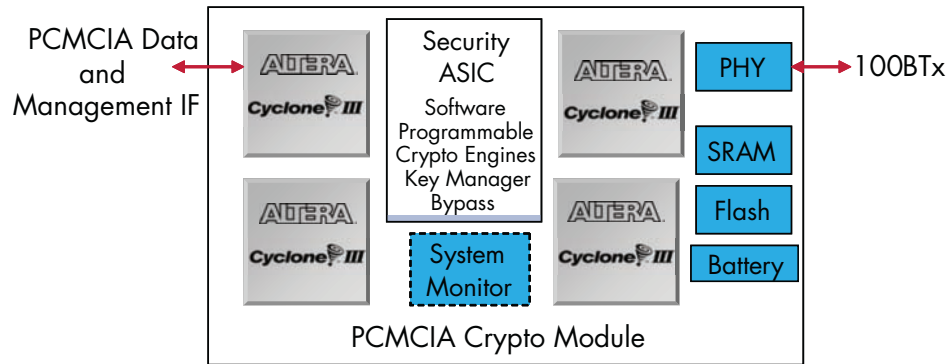 PCMCIA Data
and
Management IF
ALTERA
Cyclone III
Security
ASIC
Software
Programmable
Crypto Engines
Key Manager
Bypass
ALTERA
Cyclone III
PHY
100BTx
SRAM
ALTERA
Cyclone III
System
Monitor
ALTERA
Cyclone III
Flash
Battery
PCMCIA Crypto Module